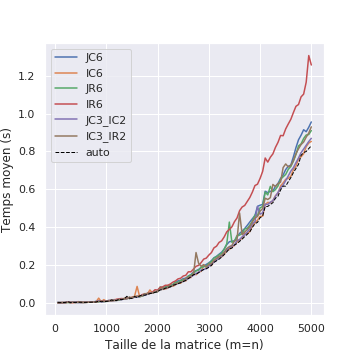 JC6
IC6
JR6
IR6
JC3_IC2
IC3_IR2
auto
Temps moyen (s)
1.2
1.0
0.8
0.6
0.4
0.2
0.0
0 1000 2000 3000 4000 5000
Taille de la matrice (m=n)